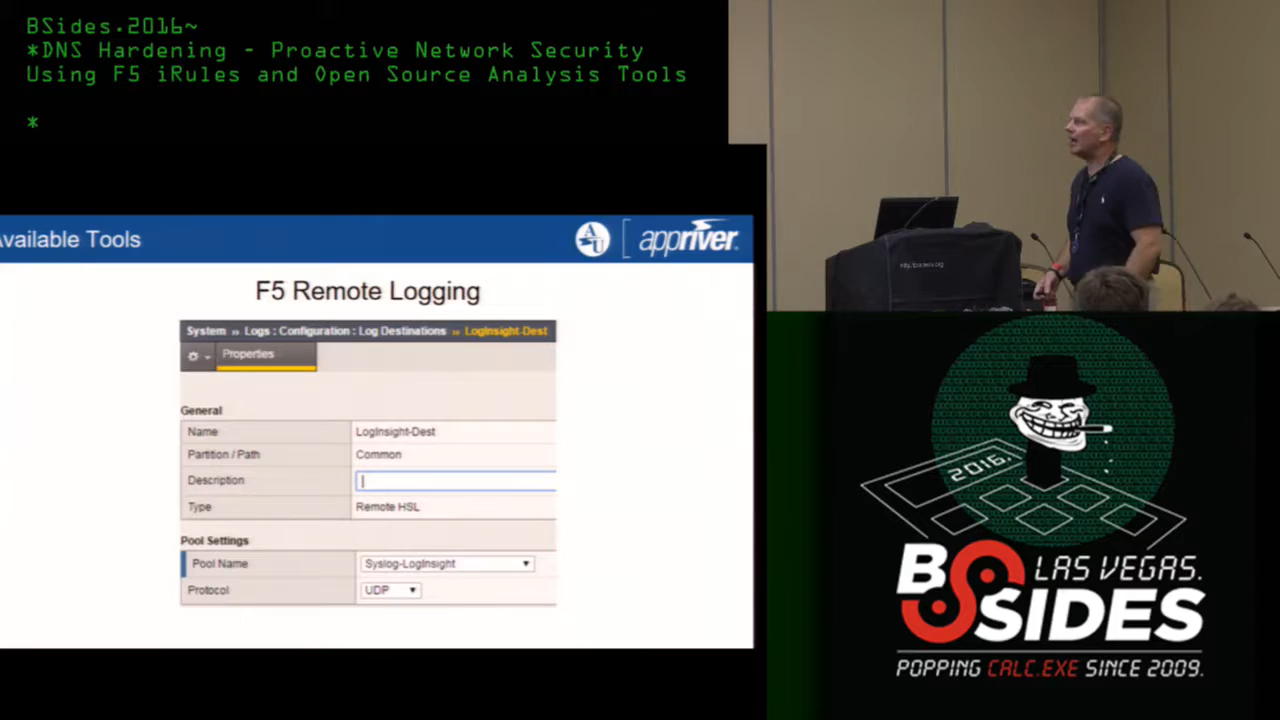 BSides.2016~
*DNS Hardening - Proactive Network Security
Using F5 iRules and Open Source Analysis Tools
*
Available Tools
AU
appriver
F5 Remote Logging
System » Logs : Configuration : Log Destinations » LogInsight-Dest
Properties
General
Name LogInsight-Dest
Partition / Path Common
Description
Type Remote HSL
Pool Settings
Pool Name Syslog-LogInsight
Protocol UDP
2016.
BSIDES
LAS VEGAS.
POPPING CALC.EXE SINCE 2009.